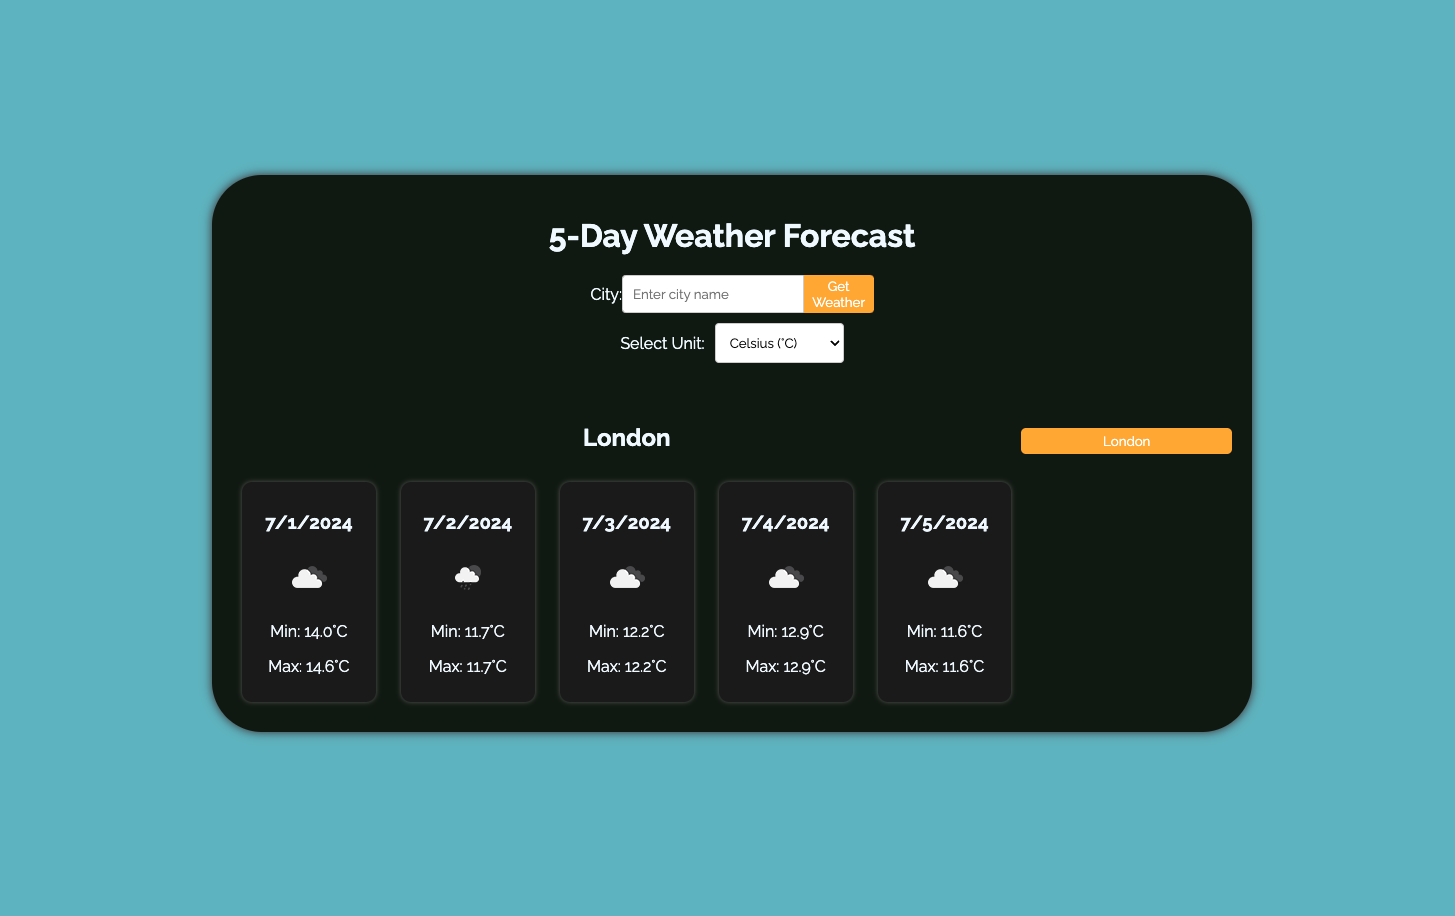 5-Day Weather Forecast
City:
Enter city name
Get
Weather
Select Unit:
Celsius (°C)
London
London
7/1/2024
Min: 14.0°C
Max: 14.6°C
7/2/2024
Min: 11.7°C
Max: 11.7°C
7/3/2024
Min: 12.2°C
Max: 12.2°C
7/4/2024
Min: 12.9°C
Max: 12.9°C
7/5/2024
Min: 11.6°C
Max: 11.6°C